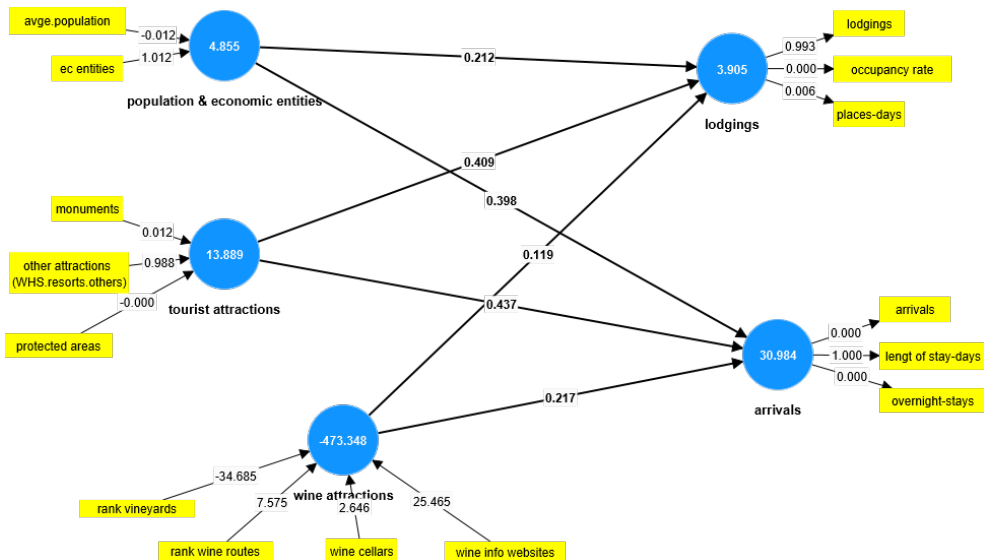 avge.population
-0.012
ec entities
1.012
4.855
population & economic entities
0.212
3.905
lodgings
0.993
lodgings
0.000
occupancy rate
0.006
places-days
0.409
0.398
0.119
monuments
0.012
other attractions
(WHS.resorts.others)
0.988
-0.000
protected areas
13.889
tourist attractions
0.437
30.984
arrivals
0.000
arrivals
1.000
lengt of stay-days
0.000
overnight-stays
0.217
-473.348
wine attractions
-34.685
rank vineyards
7.575
rank wine routes
2.646
wine cellars
25.465
wine info websites